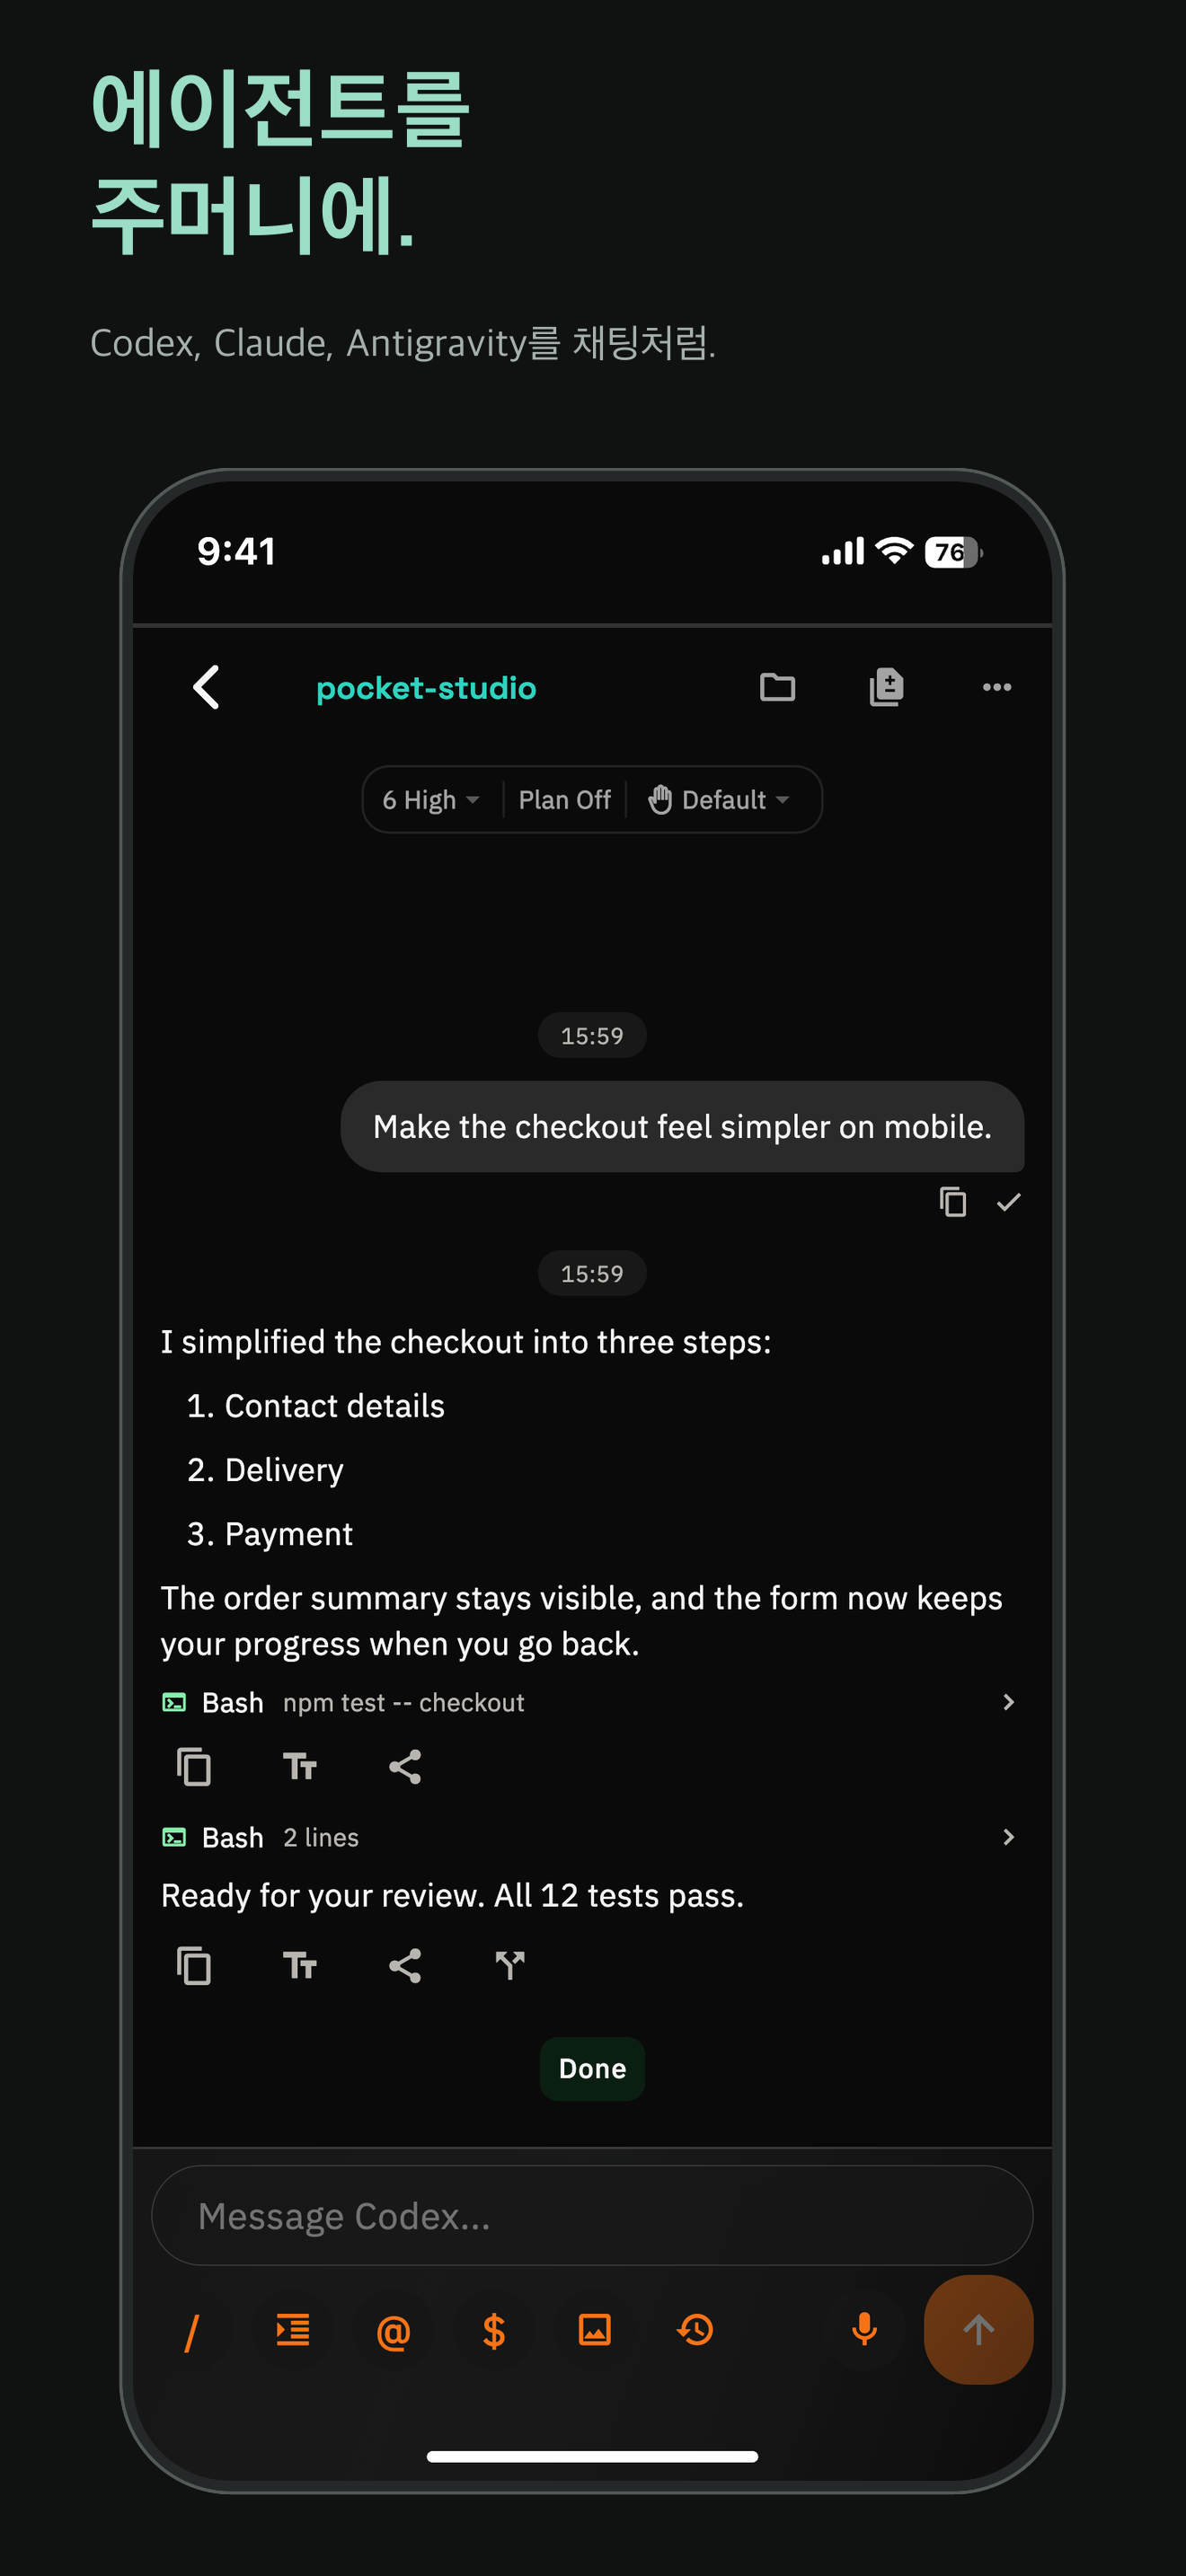 에이전트를
주머니에.
Codex, Claude, Antigravity를 채팅처럼.
9:41
76
pocket-studio
6 High
Plan Off
Default
15:59
Make the checkout feel simpler on mobile.
15:59
I simplified the checkout into three steps:
1. Contact details
2. Delivery
3. Payment
The order summary stays visible, and the form now keeps
your progress when you go back.
Bash npm test -- checkout
Bash 2 lines
Ready for your review. All 12 tests pass.
Done
Message Codex...
/ @ $